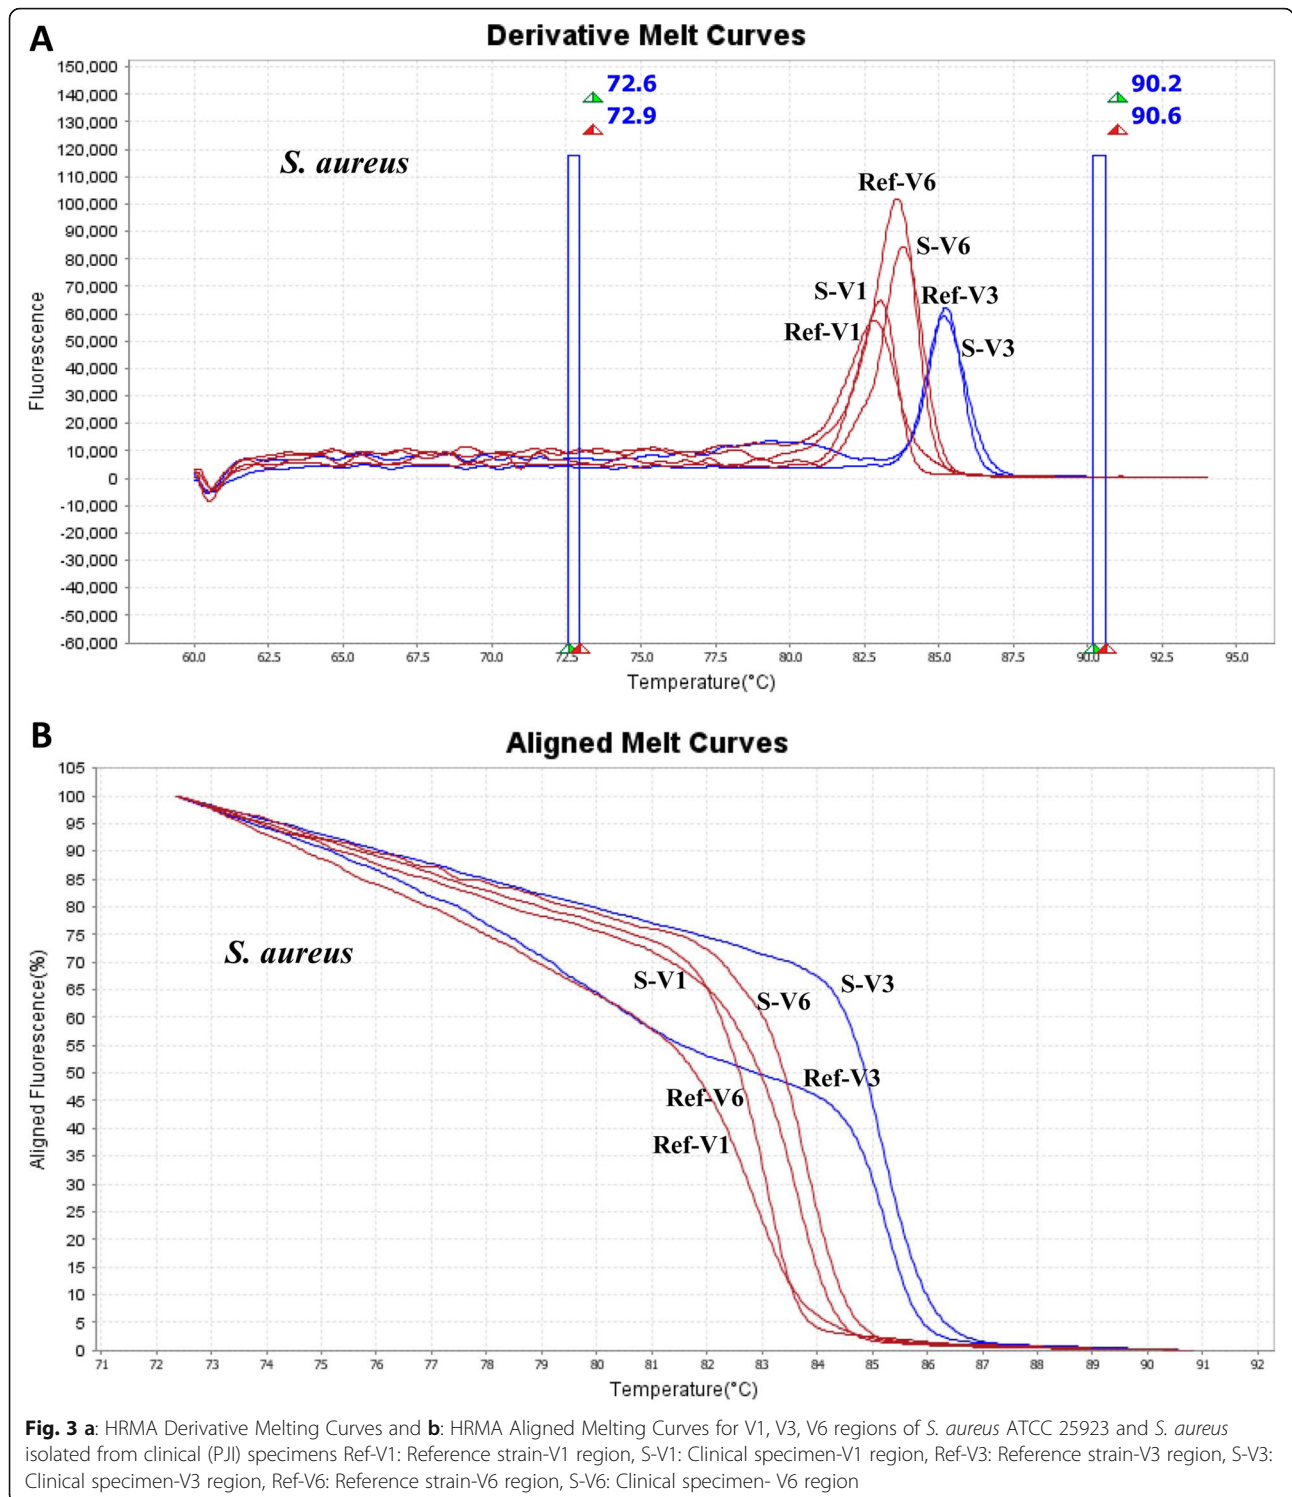 A
Derivative Melt Curves
150,000
140,000
130,000
120,000
110,000
100,000
90,000
80,000
70,000
60,000
50,000
40,000
30,000
20,000
10,000
0
-10,000
-20,000
-30,000
-40,000
-50,000
-60,000
Fluorescence
72.6
72.9
90.2
90.6
S. aureus
Ref-V6
S-V6
S-V1
Ref-V3
Ref-V1
S-V3
60.0 62.5 65.0 67.5 70.0 72.5 75.0 77.5 80.0 82.5 85.0 87.5 90.0 92.5 95.0
Temperature(°C)
B
Aligned Melt Curves
105
100
95
90
85
80
75
70
65
60
55
50
45
40
35
30
25
20
15
10
5
0
Aligned Fluorescence(%)
S. aureus
S-V1
S-V6
S-V3
Ref-V3
Ref-V6
Ref-V1
71 72 73 74 75 76 77 78 79 80 81 82 83 84 85 86 87 88 89 90 91 92
Temperature(°C)
Fig. 3 a: HRMA Derivative Melting Curves and b: HRMA Aligned Melting Curves for V1, V3, V6 regions of S. aureus ATCC 25923 and S. aureus
isolated from clinical (PJI) specimens Ref-V1: Reference strain-V1 region, S-V1: Clinical specimen-V1 region, Ref-V3: Reference strain-V3 region, S-V3:
Clinical specimen-V3 region, Ref-V6: Reference strain-V6 region, S-V6: Clinical specimen- V6 region